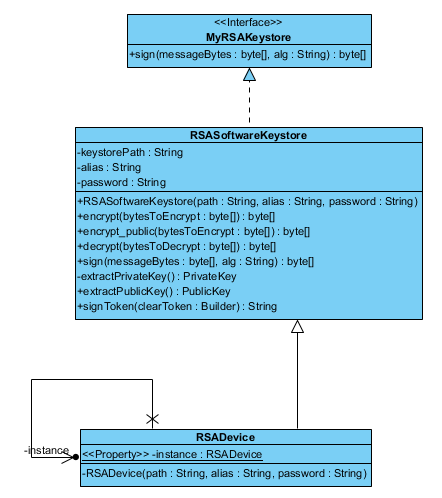 <<Interface>>
MyRSAKeystore
+sign(messageBytes : byte[], alg : String) : byte[]
RSASoftwareKeystore
-keystorePath : String
-alias : String
-password : String
+RSASoftwareKeystore(path : String, alias : String, password : String)
+encrypt(bytesToEncrypt : byte[]) : byte[]
+encrypt_public(bytesToEncrypt : byte[]) : byte[]
+decrypt(bytesToDecrypt : byte[]) : byte[]
+sign(messageBytes : byte[], alg : String) : byte[]
-extractPrivateKey() : PrivateKey
+extractPublicKey() : PublicKey
+signToken(clearToken : Builder) : String
-instance
RSADevice
<<Property>> -instance : RSADevice
-RSADevice(path : String, alias : String, password : String)